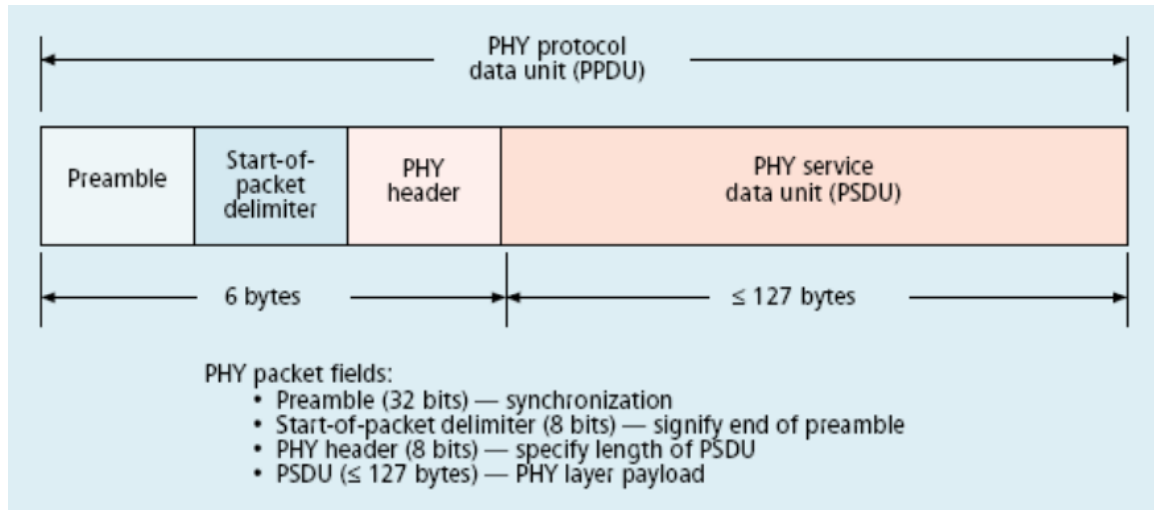 PHY protocol
data unit (PPDU)
Preamble
Start-of-
packet
delimiter
PHY
header
PHY service
data unit (PSDU)
6 bytes
≤ 127 bytes
PHY packet fields:
• Preamble (32 bits) — synchronization
• Start-of-packet delimiter (8 bits) — signify end of preamble
• PHY header (8 bits) — specify length of PSDU
• PSDU (≤ 127 bytes) — PHY layer payload